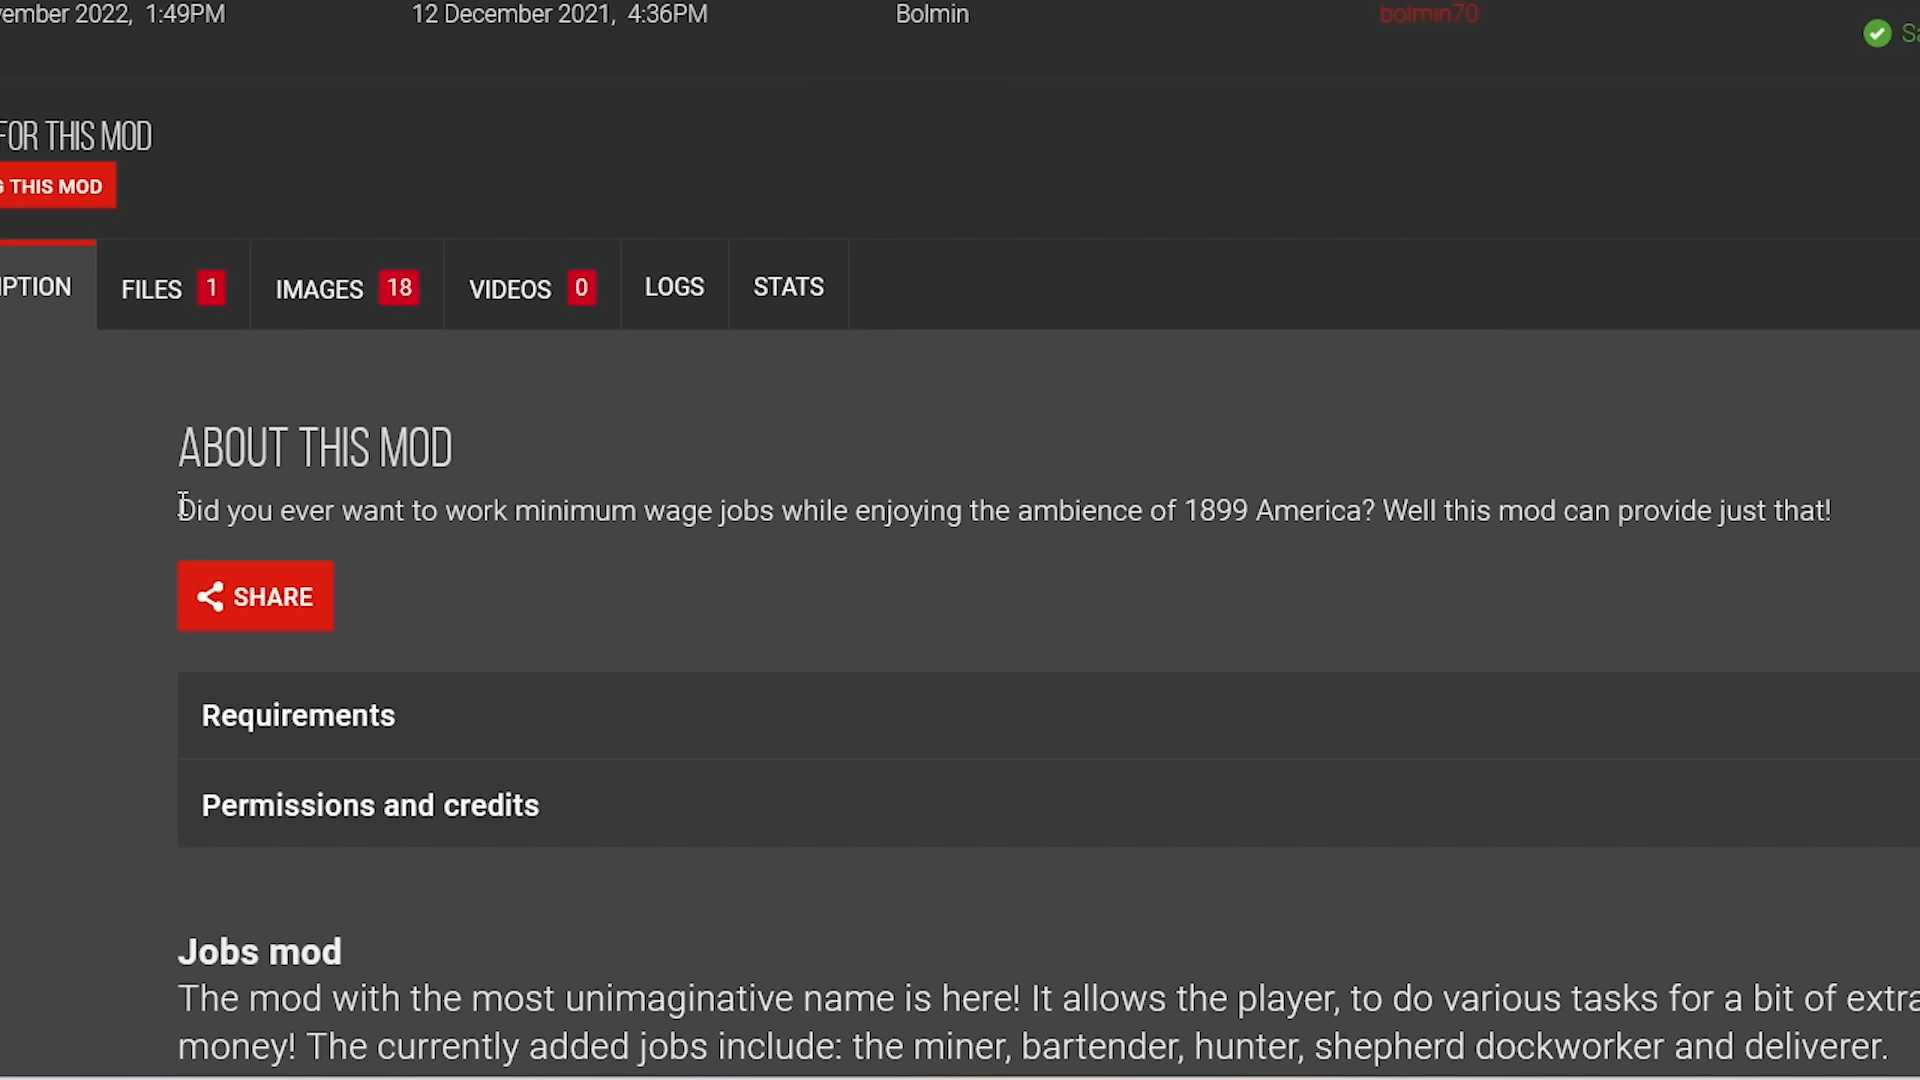 vember 2022, 1:49PM 12 December 2021, 4:36PM Bolmin bolmin70
Sa
FOR THIS MOD
G THIS MOD
IPTION FILES 1 IMAGES 18 VIDEOS 0 LOGS STATS
ABOUT THIS MOD
Did you ever want to work minimum wage jobs while enjoying the ambience of 1899 America? Well this mod can provide just that!
SHARE
Requirements
Permissions and credits
Jobs mod
The mod with the most unimaginative name is here! It allows the player, to do various tasks for a bit of extra
money! The currently added jobs include: the miner, bartender, hunter, shepherd dockworker and deliverer.